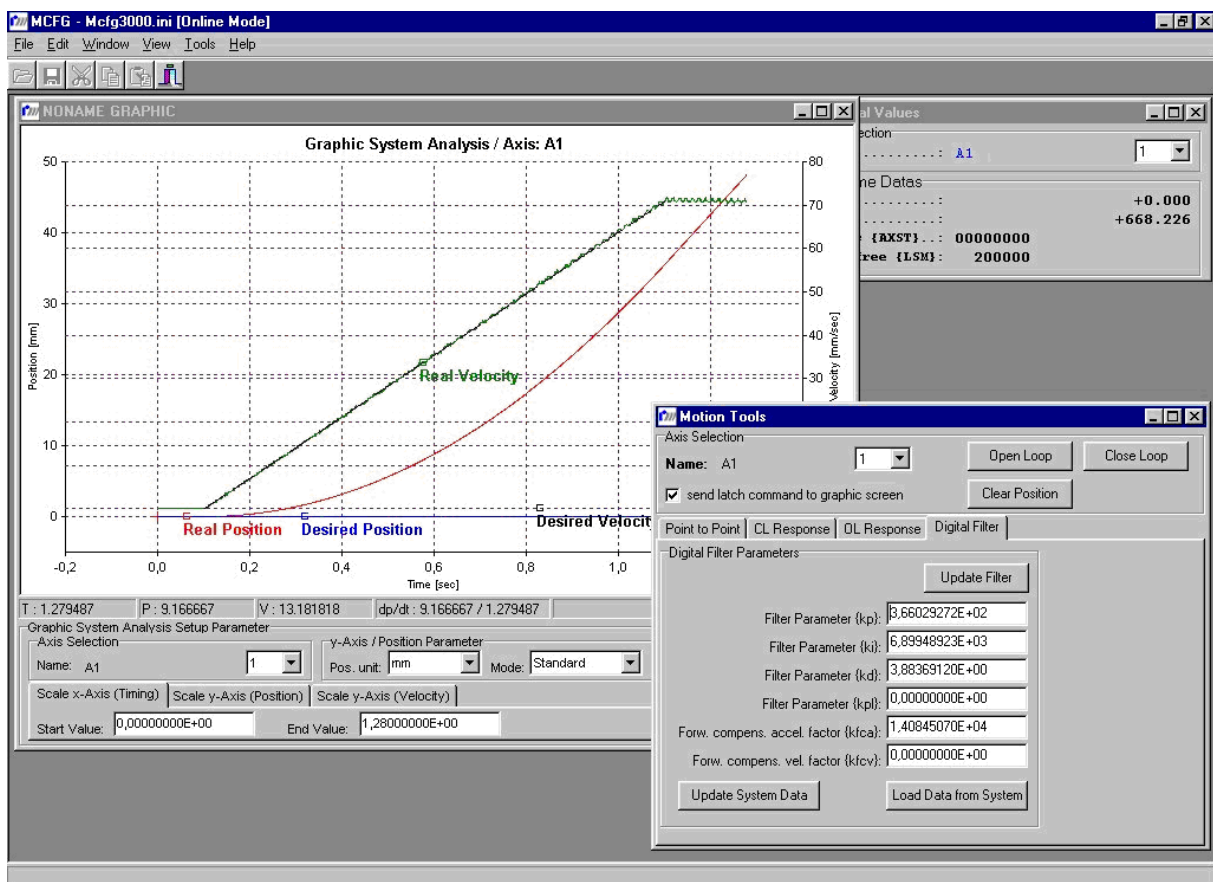 MCFG - Mcfg3000.ini [Online Mode]
File Edit Window View Tools Help
NONAME GRAPHIC
Graphic System Analysis / Axis: A1
50
40
30
20
10
0
Position [mm]
80
70
60
50
40
30
Velocity [mm/sec]
Real Velocity
Real Position
Desired Position
Desired Velocity
-0,2 0,0 0,2 0,4 0,6 0,8 1,0
Time [sec]
T : 1.279487 P : 9.166667 V : 13.181818 dp/dt : 9.166667 / 1.279487
Graphic System Analysis Setup Parameter
Axis Selection
Name: A1 1
y-Axis / Position Parameter
Pos. unit: mm Mode: Standard
Scale x-Axis (Timing) Scale y-Axis (Position) Scale y-Axis (Velocity)
Start Value: 0,00000000E+00 End Value: 1,28000000E+00
al Values
ection
.........: A1 1
me Datas
........: +0.000
........: +668.226
{AXST}..: 00000000
ree {LSM}: 200000
Motion Tools
Axis Selection
Name: A1 1 Open Loop Close Loop
send latch command to graphic screen Clear Position
Point to Point CL Response OL Response Digital Filter
Digital Filter Parameters
Update Filter
Filter Parameter {kp}: 3,66029272E+02
Filter Parameter {ki}: 6,89948923E+03
Filter Parameter {kd}: 3,88369120E+00
Filter Parameter {kpl}: 0,00000000E+00
Forw. compens. accel. factor {kfca}: 1,40845070E+04
Forw. compens. vel. factor {kfcv}: 0,00000000E+00
Update System Data Load Data from System